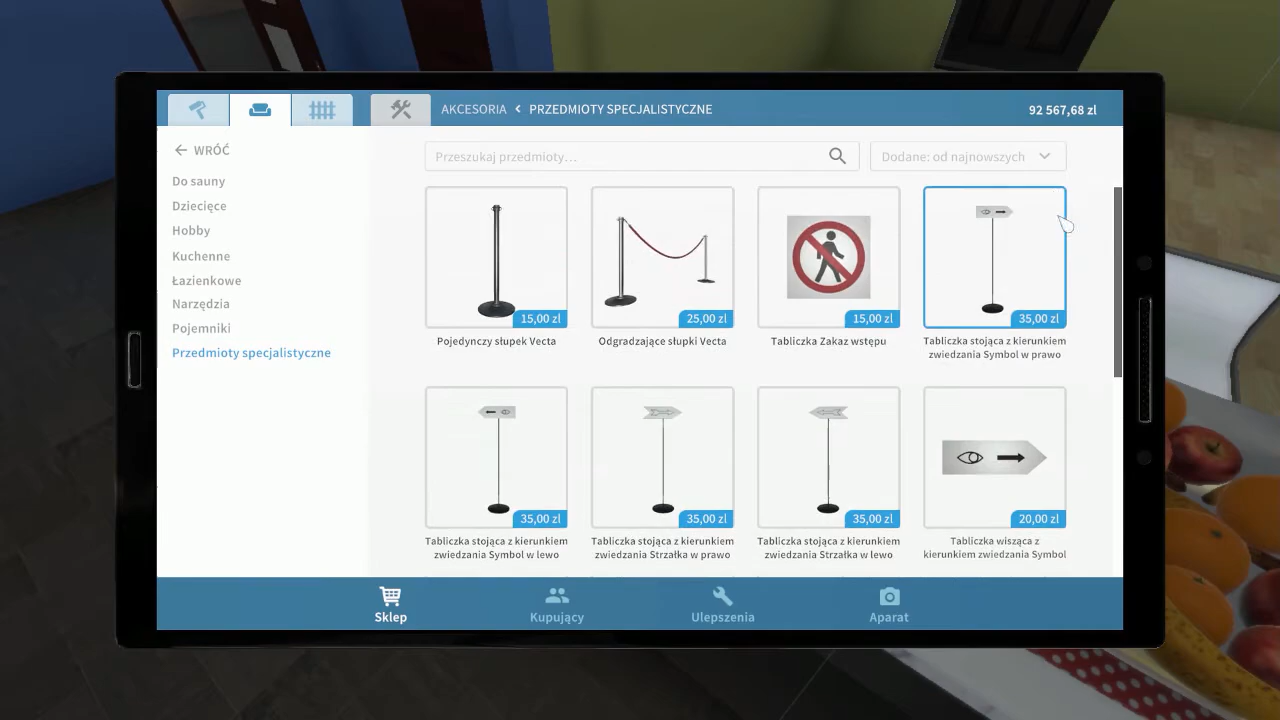 AKCESORIA < PRZEDMIOTY SPECJALISTYCZNE
92 567,68 zl
WRÓĆ
Do sauny
Dziecięce
Hobby
Kuchenne
Łazienkowe
Narzędzia
Pojemniki
Przedmioty specjalistyczne
Przeszukaj przedmioty...
Dodane: od najnowszych
15,00 zl
Pojedynczy słupek Vecta
25,00 zl
Odgradzające słupki Vecta
15,00 zl
Tabliczka Zakaz wstępu
35,00 zl
Tabliczka stojąca z kierunkiem
zwiedzania Symbol w prawo
35,00 zl
Tabliczka stojąca z kierunkiem
zwiedzania Symbol w lewo
35,00 zl
Tabliczka stojąca z kierunkiem
zwiedzania Strzałka w prawo
35,00 zl
Tabliczka stojąca z kierunkiem
zwiedzania Strzałka w lewo
20,00 zl
Tabliczka wisząca z
kierunkiem zwiedzania Symbol
Sklep
Kupujący
Ulepszenia
Aparat